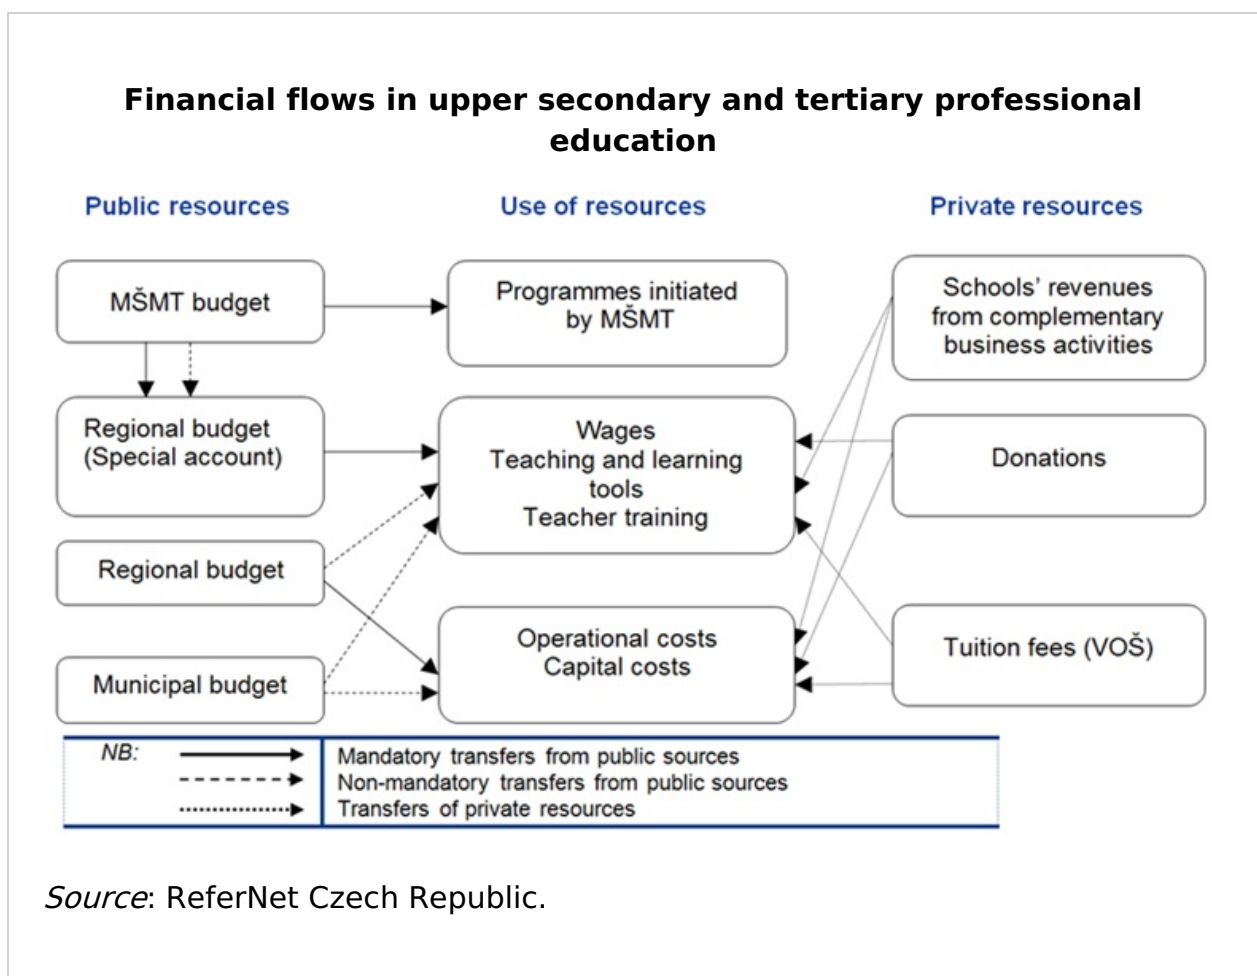 Financial flows in upper secondary and tertiary professional
education
Public resources
Use of resources
Private resources
MŠMT budget
Programmes initiated
by MŠMT
Schools' revenues
from complementary
business activities
Regional budget
(Special account)
Wages
Teaching and learning
tools
Teacher training
Donations
Regional budget
Operational costs
Capital costs
Tuition fees (VOŠ)
Municipal budget
NB:
Mandatory transfers from public sources
Non-mandatory transfers from public sources
Transfers of private resources
Source: ReferNet Czech Republic.